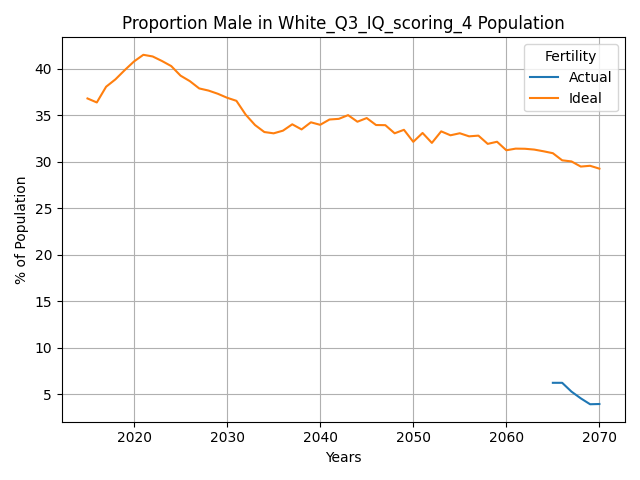 Proportion Male in White_Q3_IQ_scoring_4 Population
Fertility
Actual
Ideal
% of Population
40
35
30
25
20
15
10
5
2020 2030 2040 2050 2060 2070
Years